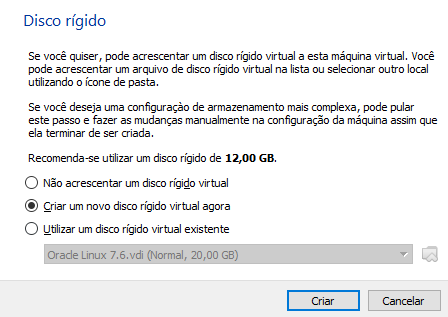 Disco rígido
Se você quiser, pode acrescentar um disco rígido virtual a esta máquina virtual. Você
pode acrescentar um arquivo de disco rígido virtual na lista ou selecionar outro local
utilizando o ícone de pasta.
Se você deseja uma configuração de armazenamento mais complexa, pode pular
este passo e fazer as mudanças manualmente na configuração da máquina assim que
ela terminar de ser criada.
Recomenda-se utilizar um disco rígido de 12,00 GB.
Não acrescentar um disco rígido virtual
Criar um novo disco rígido virtual agora
Utilizar um disco rígido virtual existente
Oracle Linux 7.6.vdi (Normal, 20,00 GB)
Criar
Cancelar